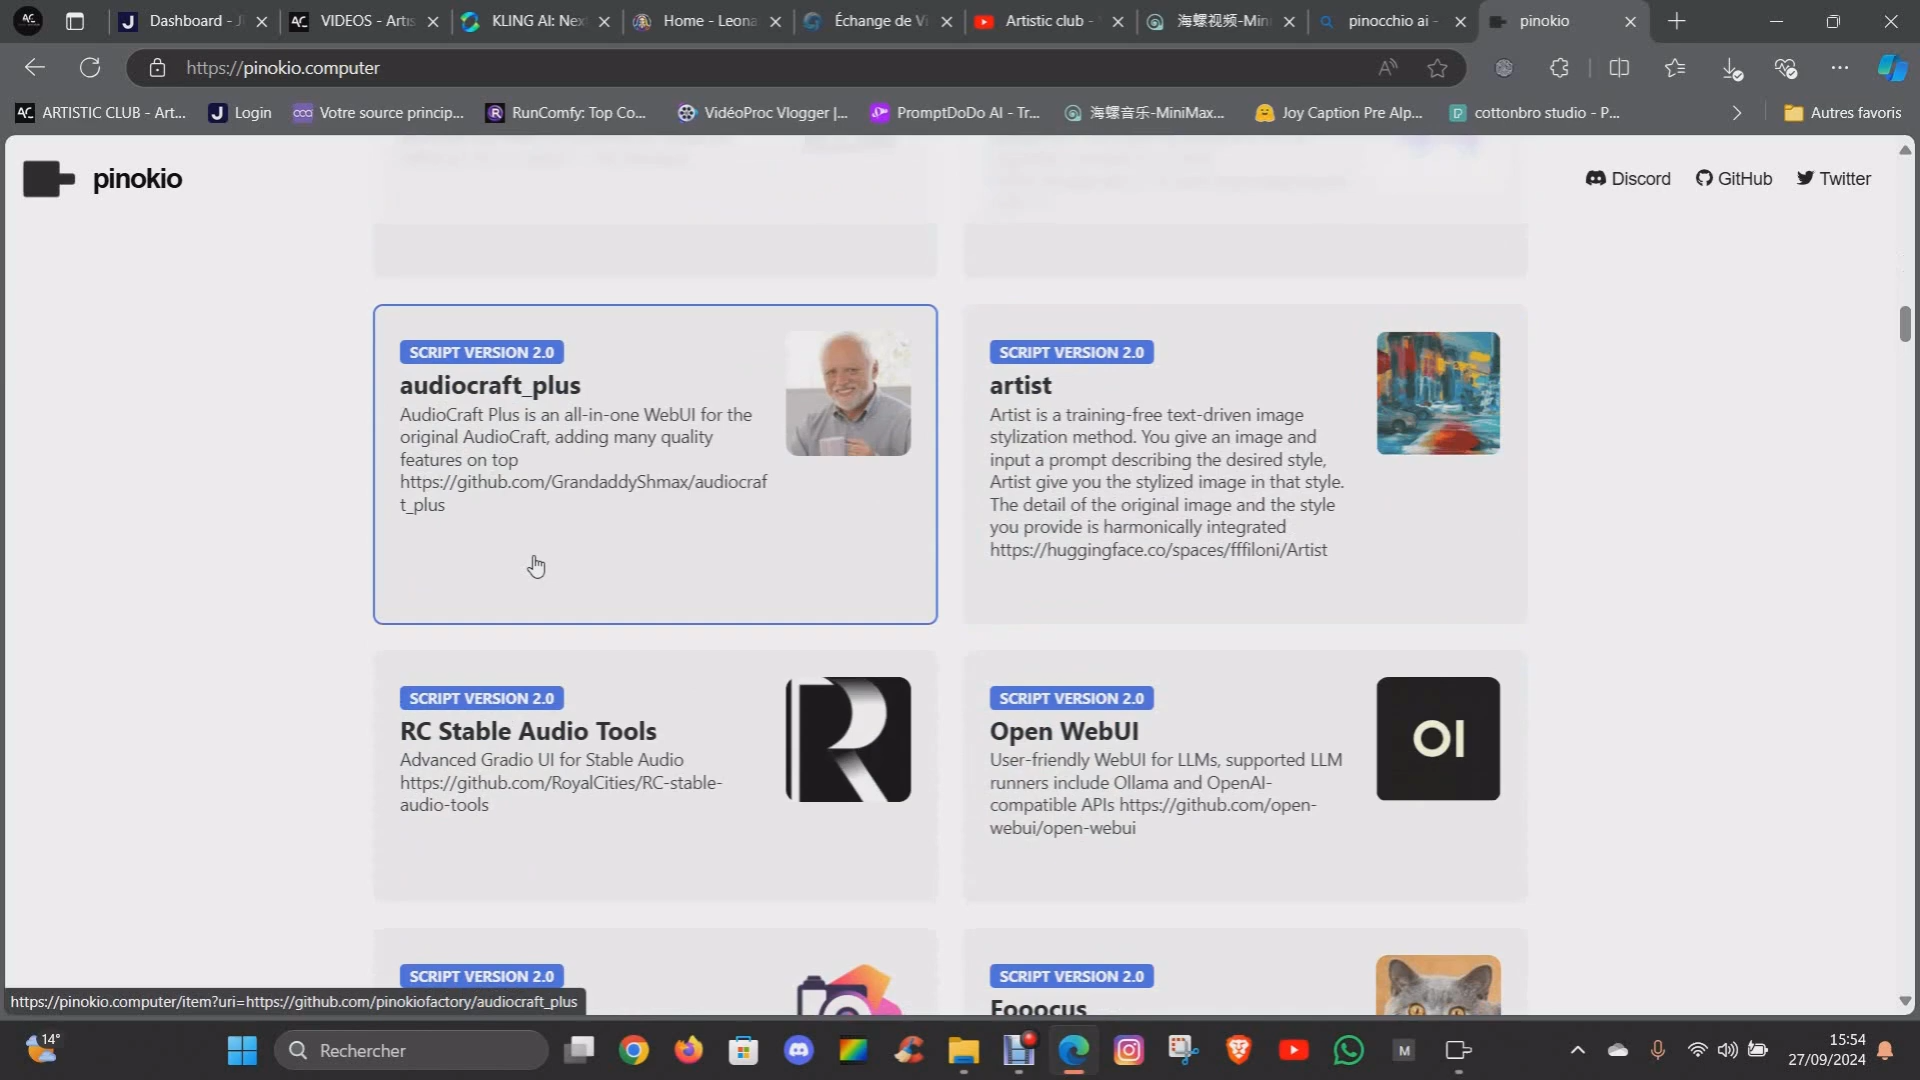 Dashboard - J
VIDEOS - Artis
KLING AI: Nex
Home - Leona
Échange de Vi
Artistic club - 
海螺视频-Mini
pinocchio ai -
pinokio
https://pinokio.computer
ARTISTIC CLUB - Art...
Login
Votre source princip...
RunComfy: Top Co...
VidéoProc Vlogger |...
PromptDoDo AI - Tr...
海螺音乐-MiniMax...
Joy Caption Pre Alp...
cottonbro studio - P...
Autres favoris
pinokio
Discord
GitHub
Twitter
SCRIPT VERSION 2.0
audiocraft_plus
AudioCraft Plus is an all-in-one WebUI for the
original AudioCraft, adding many quality
features on top
https://github.com/GrandaddyShmax/audiocraf
t_plus
SCRIPT VERSION 2.0
artist
Artist is a training-free text-driven image
stylization method. You give an image and
input a prompt describing the desired style,
Artist give you the stylized image in that style.
The detail of the original image and the style
you provide is harmonically integrated
https://huggingface.co/spaces/fffiloni/Artist
SCRIPT VERSION 2.0
RC Stable Audio Tools
Advanced Gradio UI for Stable Audio
https://github.com/RoyalCities/RC-stable-
audio-tools
SCRIPT VERSION 2.0
Open WebUI
User-friendly WebUI for LLMs, supported LLM
runners include Ollama and OpenAI-
compatible APIs https://github.com/open-
webui/open-webui
OI
SCRIPT VERSION 2.0
SCRIPT VERSION 2.0
Fooocus
https://pinokio.computer/item?uri=https://github.com/pinokiofactory/audiocraft_plus
14°
Rechercher
M
15:54
27/09/2024